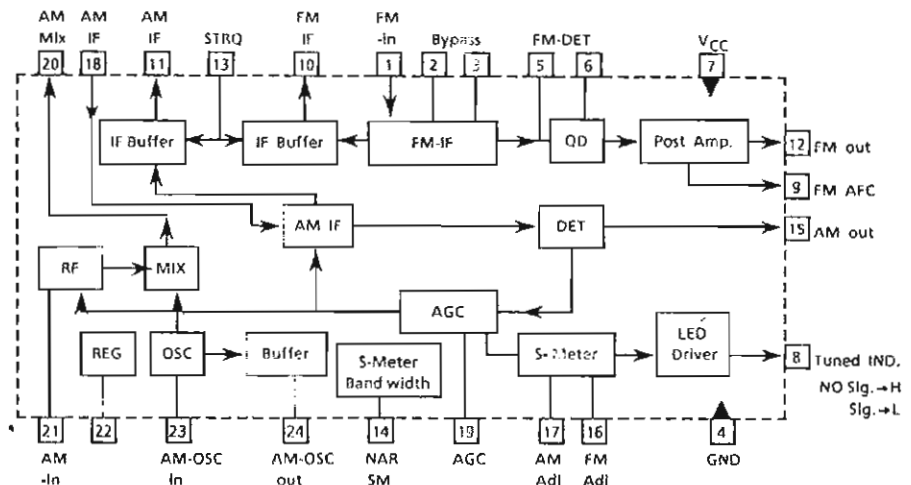 AM MIx
AM IF
AM IF
STRQ
FM IF
FM -in
Bypass
FM-DET
VCC
20
18
11
13
10
1
2
3
5
6
7
IF Buffer
IF Buffer
FM-IF
QD
Post Amp.
12 FM out
9 FM AFC
AM IF
DET
15 AM out
RF
MIX
AGC
REG
OSC
Buffer
S-Meter
Band width
S-Meter
LED
Driver
8 Tuned IND.
NO Sig.→H
Sig.→L
21
22
23
24
14
19
17
16
4
AM -In
AM-OSC In
AM-OSC out
NAR SM
AGC
AM AdJ
FM AdJ
GND